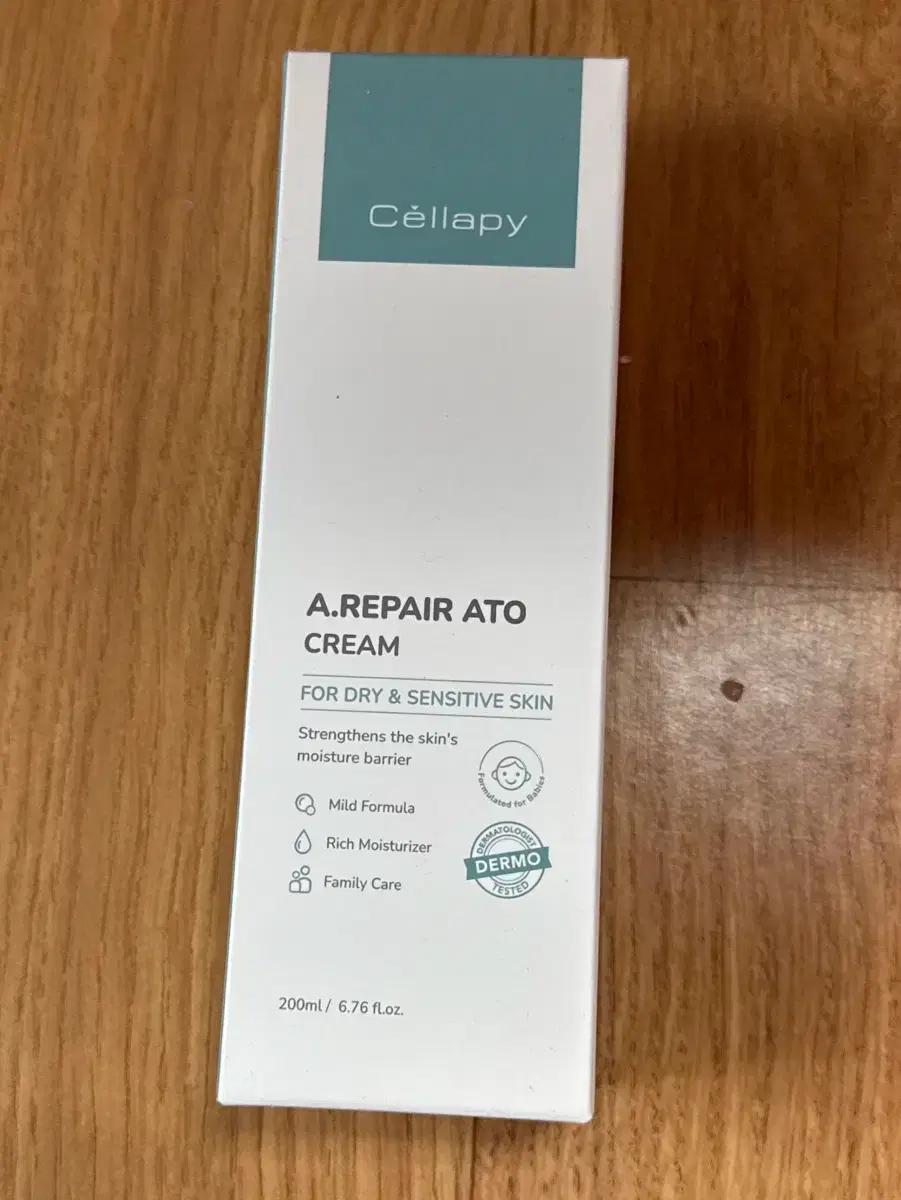 Cellapy
A.REPAIR ATO
CREAM
FOR DRY & SENSITIVE SKIN
Strengthens the skin's
moisture barrier
Formulated for Babies
Mild Formula
Rich Moisturizer
Family Care
DERMATOLOGIST
DERMO
TESTED
200ml / 6.76 fl.oz.